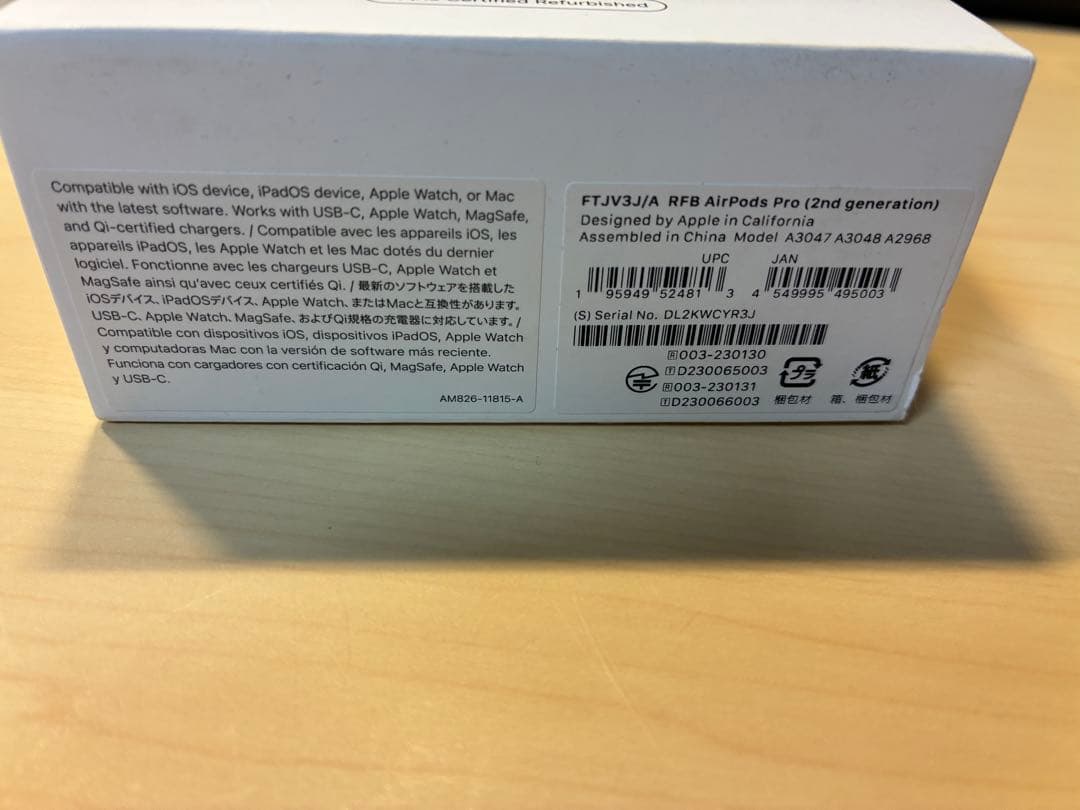 Certified Refurbished
Compatible with iOS device, iPadOS device, Apple Watch, or Mac
with the latest software. Works with USB-C, Apple Watch, MagSafe,
and Qi-certified chargers. / Compatible avec les appareils iOS, les
appareils iPadOS, les Apple Watch et les Mac dotés du dernier
logiciel. Fonctionne avec les chargeurs USB-C, Apple Watch et
MagSafe ainsi qu'avec ceux certifiés Qi. / 最新のソフトウェアを搭載した
iOSデバイス、iPadOSデバイス、Apple Watch、またはMacと互換性があります。
USB-C、Apple Watch、MagSafe、およびQi規格の充電器に対応しています。/
Compatible con dispositivos iOS, dispositivos iPadOS, Apple Watch
y computadoras Mac con la versión de software más reciente.
Funciona con cargadores con certificación Qi, MagSafe, Apple Watch
y USB-C.
AM826-11815-A
FTJV3J/A RFB AirPods Pro (2nd generation)
Designed by Apple in California
Assembled in China Model A3047 A3048 A2968
UPC JAN
1 95949 52481 3 4 549995 495003
(S) Serial No. DL2KWCYR3J
R 003-230130
T D230065003
R 003-230131
T D230066003
プラ 紙
梱包材 箱、梱包材